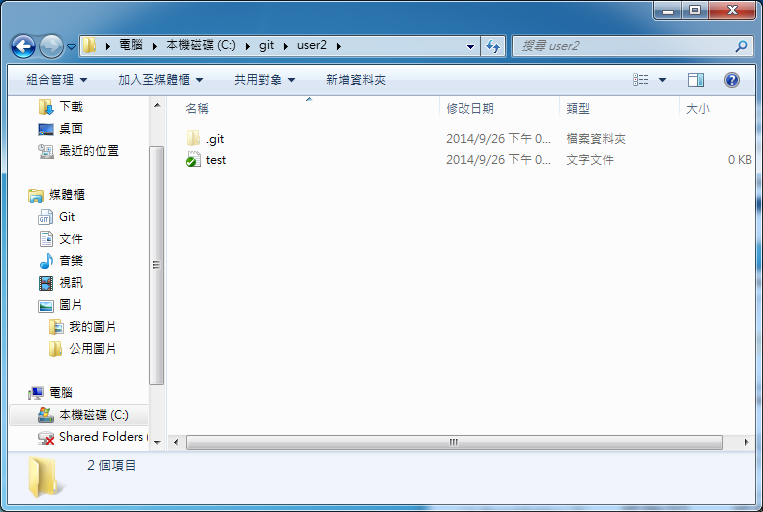 電腦 本機磁碟 (C:) git user2
搜尋 user2
組合管理 加入至媒體櫃 共用對象 新增資料夾
名稱 修改日期 類型 大小
.git 2014/9/26 下午 0... 檔案資料夾
test 2014/9/26 下午 0... 文字文件 0 KB
下載
桌面
最近的位置
媒體櫃
Git
文件
音樂
視訊
圖片
我的圖片
公用圖片
電腦
本機磁碟 (C:)
Shared Folders (
2 個項目